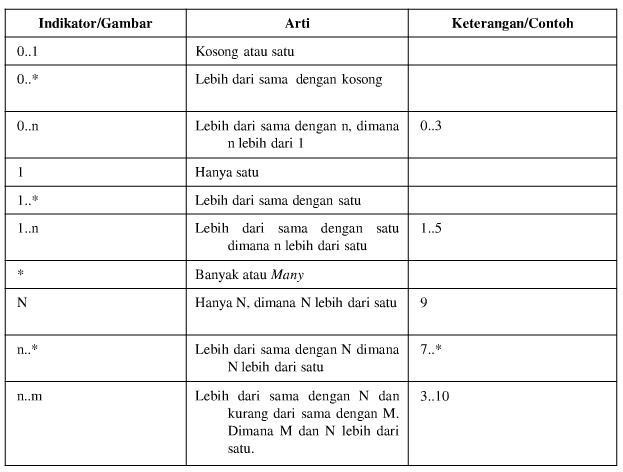 Indikator/Gambar Arti Keterangan/Contoh
0..1 Kosong atau satu
0..* Lebih dari sama dengan kosong
0..n Lebih dari sama dengan n, dimana 0..3
n lebih dari 1
1 Hanya satu
1..* Lebih dari sama dengan satu
1..n Lebih dari sama dengan satu 1..5
dimana n lebih dari satu
* Banyak atau Many
N Hanya N, dimana N lebih dari satu 9
n..* Lebih dari sama dengan N dimana 7..*
N lebih dari satu
n..m Lebih dari sama dengan N dan 3..10
kurang dari sama dengan M.
Dimana M dan N lebih dari
satu.